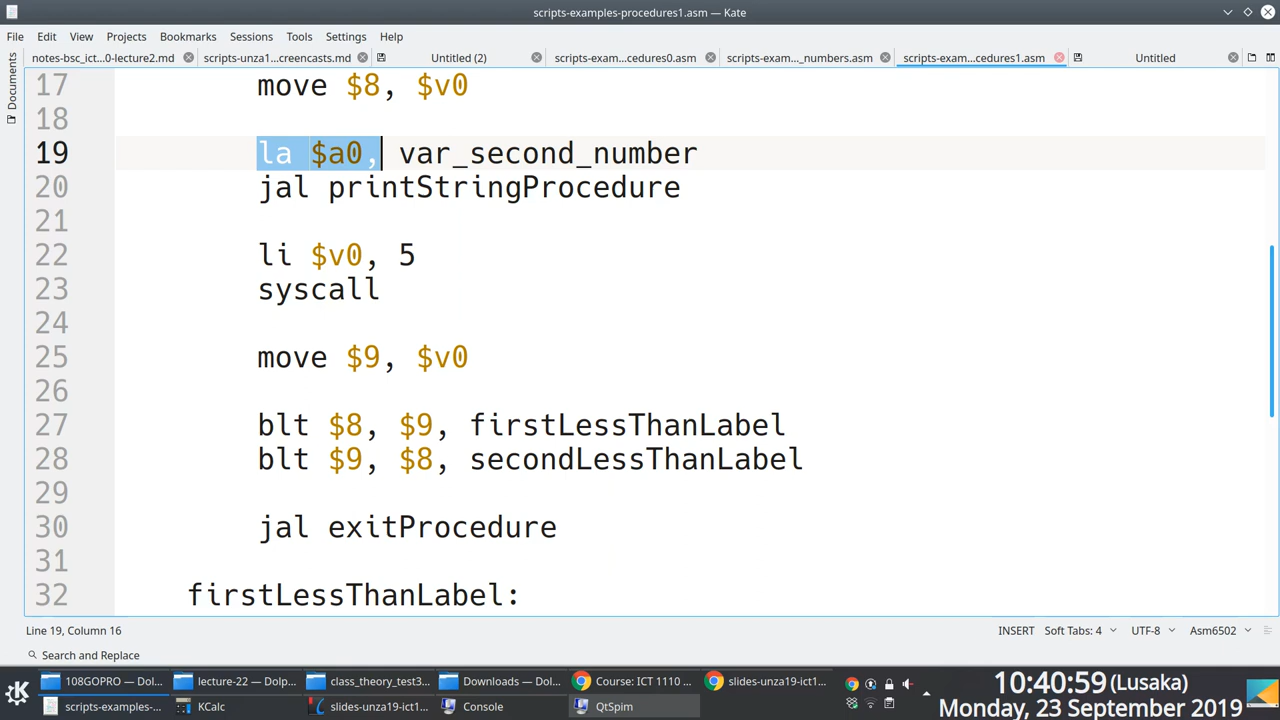 scripts-examples-procedures1.asm — Kate
File Edit View Projects Bookmarks Sessions Tools Settings Help
notes-bsc_ict...0-lecture2.md scripts-unza1...creencasts.md Untitled (2) scripts-exam...cedures0.asm scripts-exa..._numbers.asm scripts-exam...cedures1.asm Untitled
Documents
17 move $8, $v0
18
19 la $a0, var_second_number
20 jal printStringProcedure
21
22 li $v0, 5
23 syscall
24
25 move $9, $v0
26
27 blt $8, $9, firstLessThanLabel
28 blt $9, $8, secondLessThanLabel
29
30 jal exitProcedure
31
32 firstLessThanLabel:
Line 19, Column 16 INSERT Soft Tabs: 4 UTF-8 Asm6502
Search and Replace
108GOPRO — Dol... lecture-22 — Dolp... class_theory_test3... Downloads — Dol... Course: ICT 1110 ... slides-unza19-ict1... 10:40:59 (Lusaka)
scripts-examples-... KCalc slides-unza19-ict1... Console QtSpim Monday, 23 September 2019